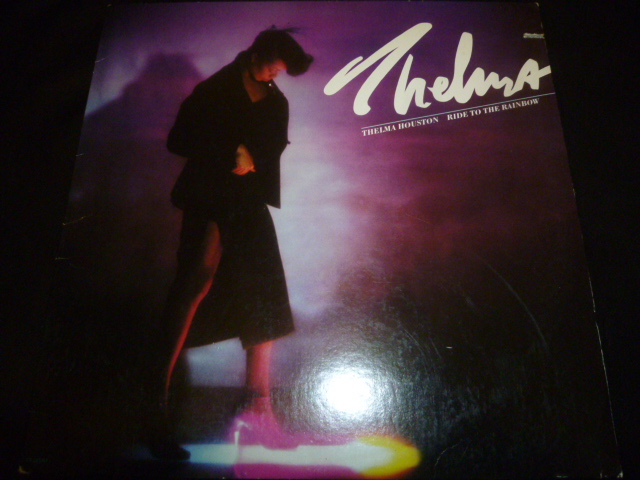 Thelma
THELMA HOUSTON RIDE TO THE RAINBOW